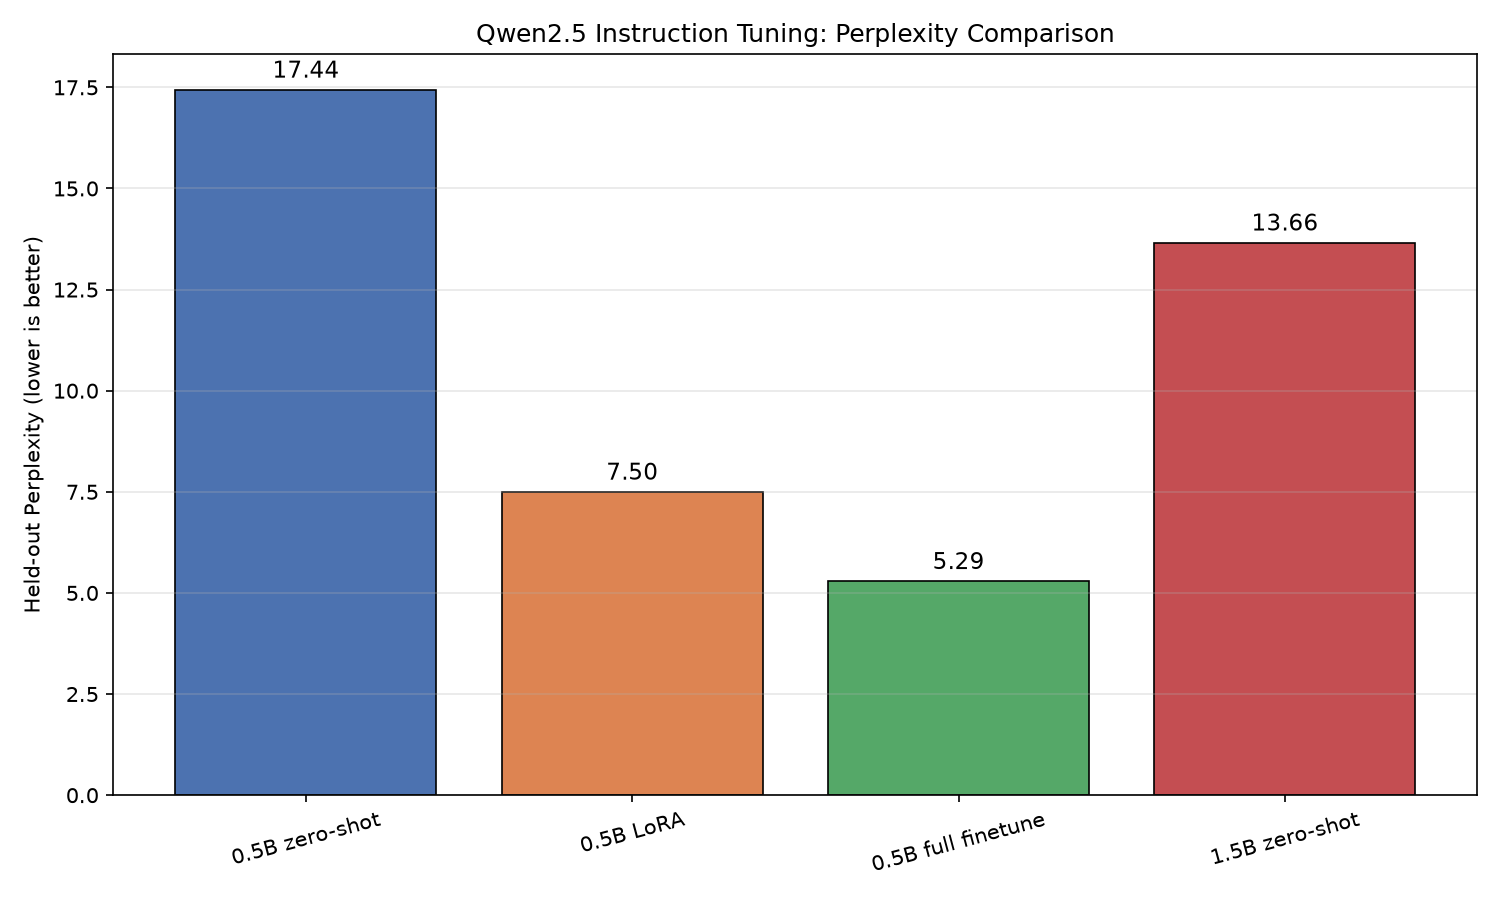 Qwen2.5 Instruction Tuning: Perplexity Comparison
Held-out Perplexity (lower is better)
17.5
15.0
12.5
10.0
7.5
5.0
2.5
0.0
17.44
7.50
5.29
13.66
0.5B zero-shot
0.5B LoRA
0.5B full finetune
1.5B zero-shot